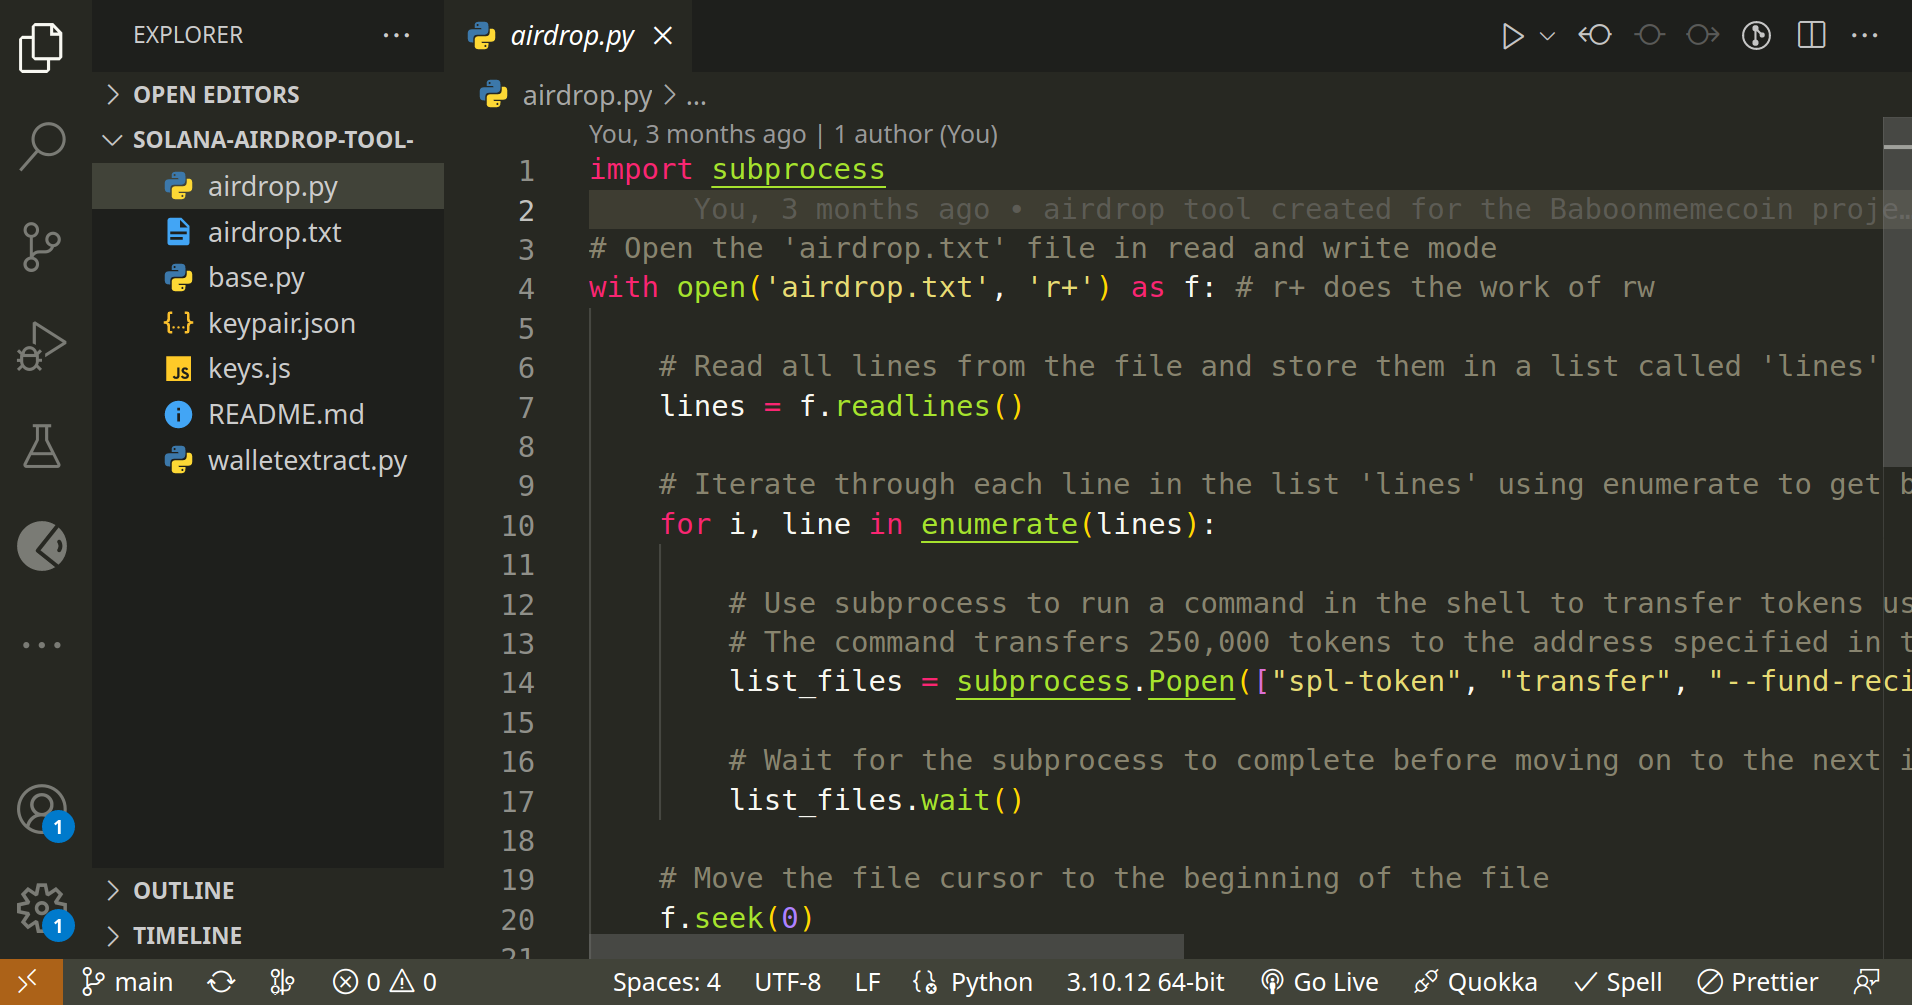 EXPLORER
OPEN EDITORS
SOLANA-AIRDROP-TOOL-
airdrop.py
airdrop.txt
base.py
{..} keypair.json
JS keys.js
README.md
walletextract.py
OUTLINE
TIMELINE
1
1
airdrop.py
airdrop.py > ...
You, 3 months ago | 1 author (You)
1 import subprocess
2 You, 3 months ago • airdrop tool created for the Baboonmemecoin proje…
3 # Open the 'airdrop.txt' file in read and write mode
4 with open('airdrop.txt', 'r+') as f: # r+ does the work of rw
5
6 # Read all lines from the file and store them in a list called 'lines'
7 lines = f.readlines()
8
9 # Iterate through each line in the list 'lines' using enumerate to get b
10 for i, line in enumerate(lines):
11
12 # Use subprocess to run a command in the shell to transfer tokens us
13 # The command transfers 250,000 tokens to the address specified in t
14 list_files = subprocess.Popen(["spl-token", "transfer", "--fund-reci
15
16 # Wait for the subprocess to complete before moving on to the next i
17 list_files.wait()
18
19 # Move the file cursor to the beginning of the file
20 f.seek(0)
21
main 0 0 Spaces: 4 UTF-8 LF Python 3.10.12 64-bit Go Live Quokka Spell Prettier